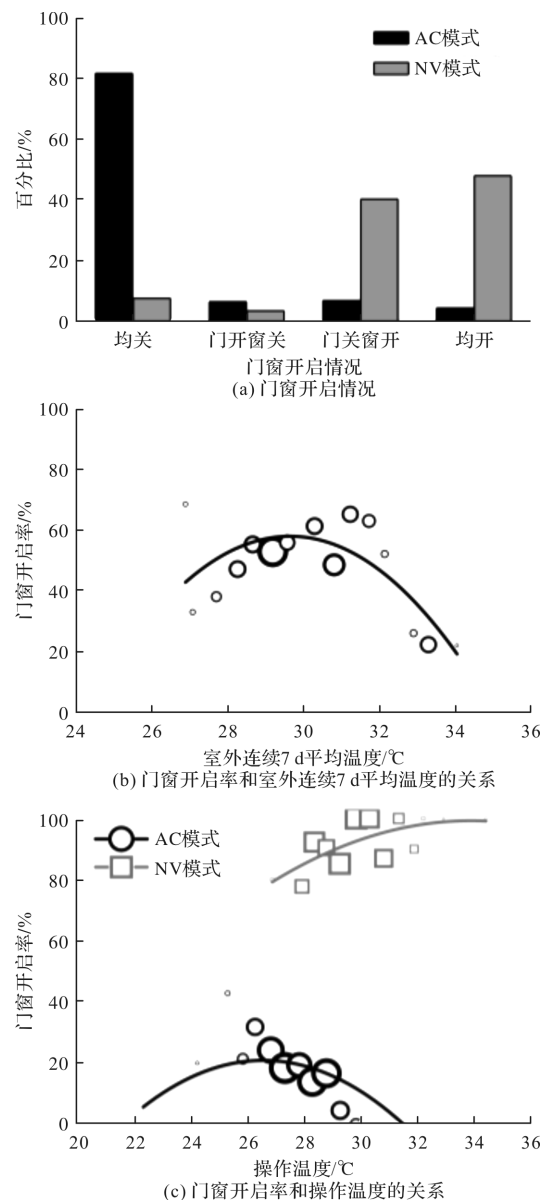 100
80
60
40
20
0
百分比/%
AC模式
NV模式
均关
门开窗关
门关窗开
均开
门窗开启情况
(a) 门窗开启情况
100
80
60
40
20
0
门窗开启率/%
24
26
28
30
32
34
36
室外连续7 d平均温度/℃
(b) 门窗开启率和室外连续7 d平均温度的关系
100
80
60
40
20
0
门窗开启率/%
AC模式
NV模式
20
22
24
26
28
30
32
34
36
操作温度/℃
(c) 门窗开启率和操作温度的关系